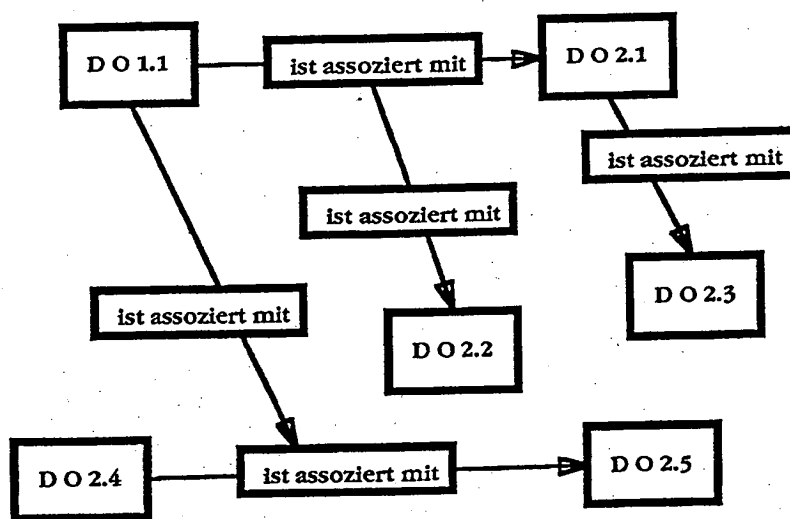 D O 1.1
ist assoziert mit
D O 2.1
ist assoziert mit
ist assoziert mit
D O 2.3
ist assoziert mit
D O 2.2
D O 2.4
ist assoziert mit
D O 2.5